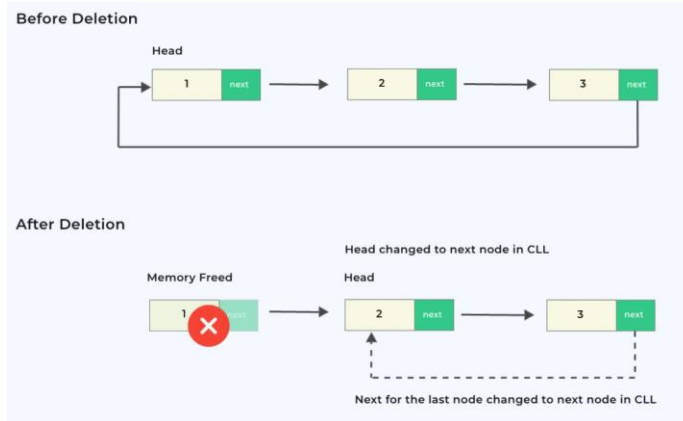 Before Deletion
Head
1 next 2 next 3 next
After Deletion
Head changed to next node in CLL
Memory Freed Head
1 next 2 next 3 next
Next for the last node changed to next node in CLL